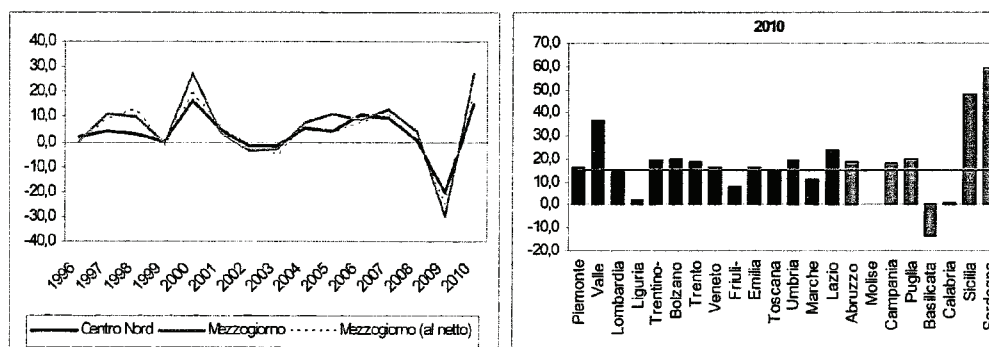 40,0
30,0
20,0
10,0
0,0
-10,0
-20,0
-30,0
-40,0
1996
1997
1998
1999
2000
2001
2002
2003
2004
2005
2006
2007
2008
2009
2010
Centro Nord Mezzogiorno Mezzogiorno (al netto)
2010
70,0
60,0
50,0
40,0
30,0
20,0
10,0
0,0
-10,0
-20,0
Piemonte
Valle
Lombardia
Liguria
Trentino-
Bolzano
Trento
Veneto
Friuli-
Emilia
Toscana
Umbria
Marche
Lazio
Abruzzo
Molise
Campania
Puglia
Basilicata
Calabria
Sicilia